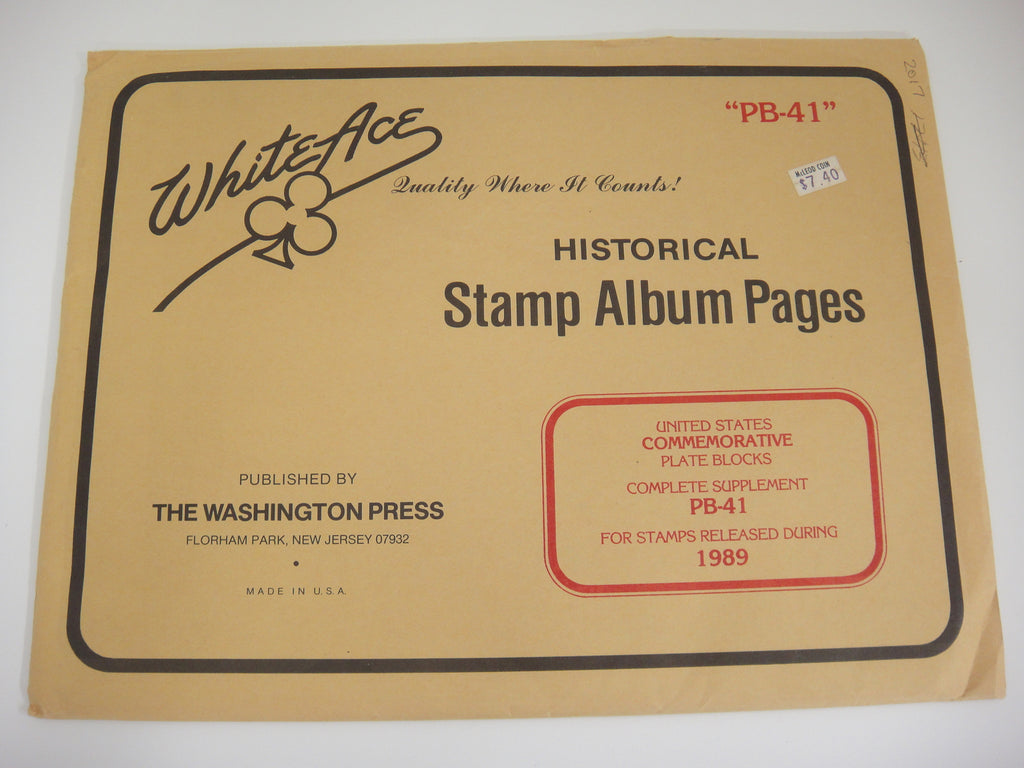 WhiteAce
Quality Where It Counts!
"PB-41"
McLEOD COIN
$7.40
HISTORICAL
Stamp Album Pages
UNITED STATES
COMMEMORATIVE
PLATE BLOCKS
COMPLETE SUPPLEMENT
PB-41
FOR STAMPS RELEASED DURING
1989
PUBLISHED BY
THE WASHINGTON PRESS
FLORHAM PARK, NEW JERSEY 07932
MADE IN U.S.A.
2017